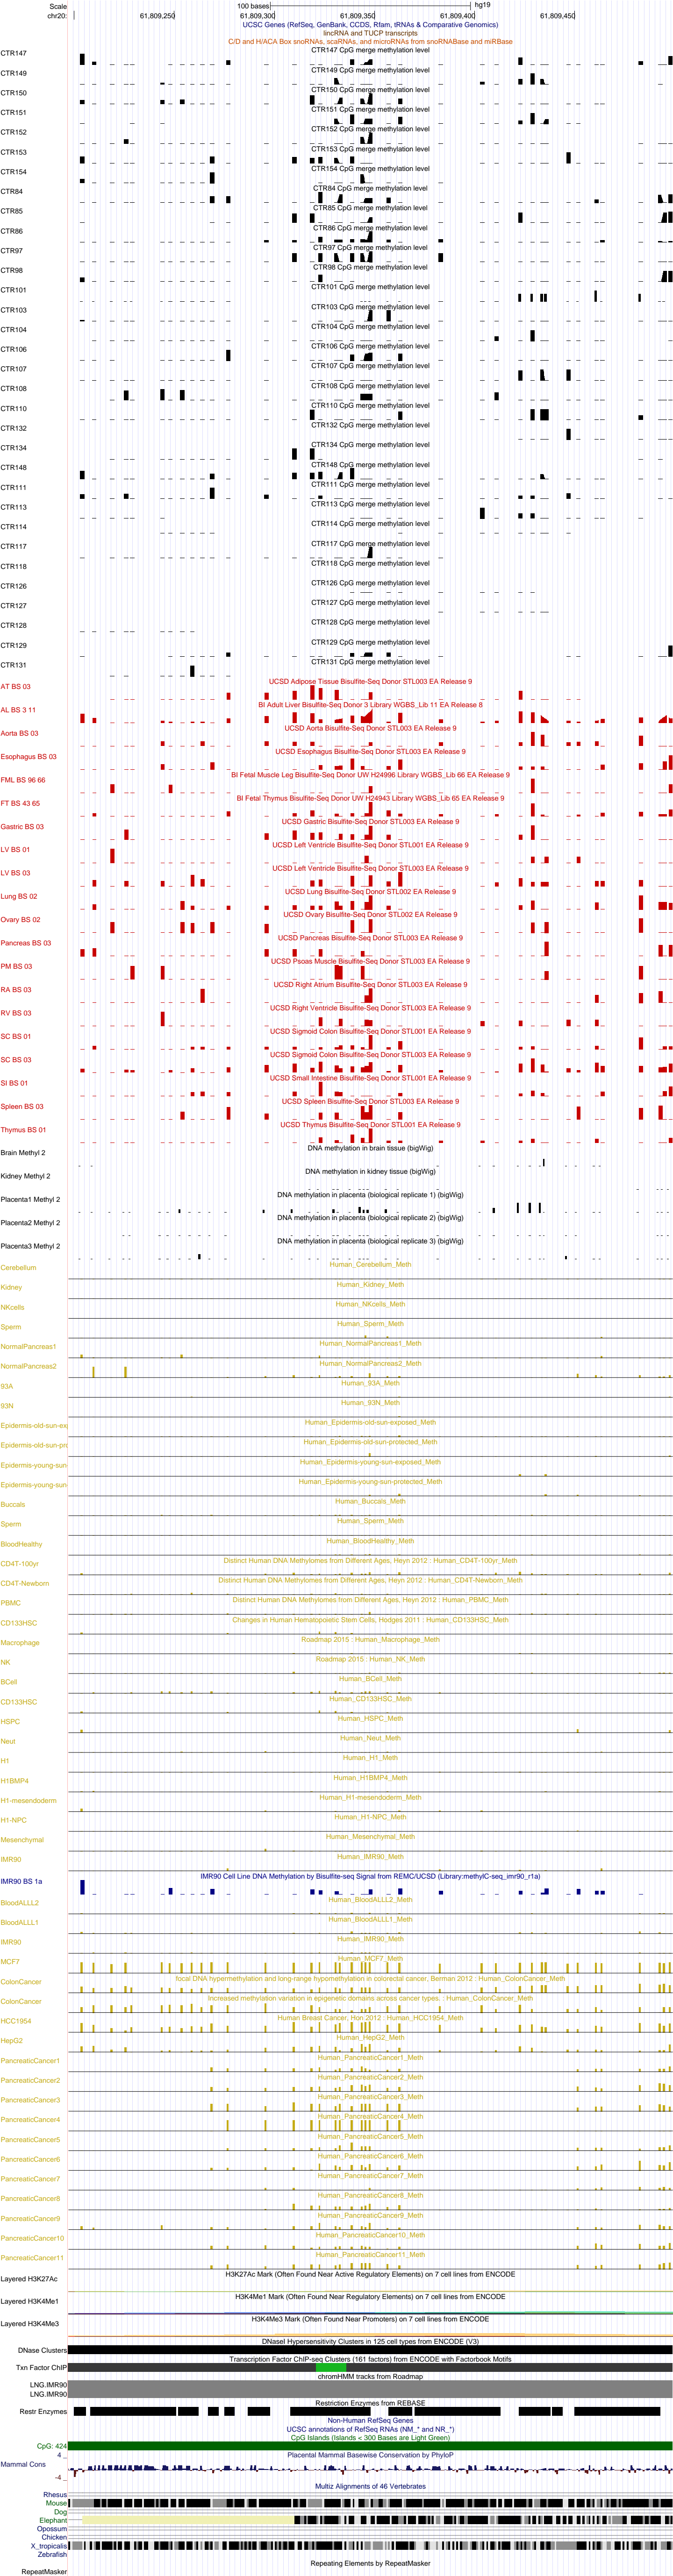 Scale 100 bases hg19
chr20: 61,809,250 61,809,300 61,809,350 61,809,400 61,809,450
UCSC Genes (RefSeq, GenBank, CCDS, Rfam, tRNAs & Comparative Genomics)
lincRNA and TUCP transcripts
C/D and H/ACA Box snoRNAs, scaRNAs, and microRNAs from snoRNABase and miRBase
CTR147 CpG merge methylation level
CTR147
CTR149 CpG merge methylation level
CTR149
CTR150 CpG merge methylation level
CTR150
CTR151 CpG merge methylation level
CTR151
CTR152 CpG merge methylation level
CTR152
CTR153 CpG merge methylation level
CTR153
CTR154 CpG merge methylation level
CTR154
CTR84 CpG merge methylation level
CTR84
CTR85 CpG merge methylation level
CTR85
CTR86 CpG merge methylation level
CTR86
CTR97 CpG merge methylation level
CTR97
CTR98 CpG merge methylation level
CTR98
CTR101 CpG merge methylation level
CTR101
CTR103 CpG merge methylation level
CTR103
CTR104 CpG merge methylation level
CTR104
CTR106 CpG merge methylation level
CTR106
CTR107 CpG merge methylation level
CTR107
CTR108 CpG merge methylation level
CTR108
CTR110 CpG merge methylation level
CTR110
CTR132 CpG merge methylation level
CTR132
CTR134 CpG merge methylation level
CTR134
CTR148 CpG merge methylation level
CTR148
CTR111 CpG merge methylation level
CTR111
CTR113 CpG merge methylation level
CTR113
CTR114 CpG merge methylation level
CTR114
CTR117 CpG merge methylation level
CTR117
CTR118 CpG merge methylation level
CTR118
CTR126 CpG merge methylation level
CTR126
CTR127 CpG merge methylation level
CTR127
CTR128 CpG merge methylation level
CTR128
CTR129 CpG merge methylation level
CTR129
CTR131 CpG merge methylation level
CTR131
UCSD Adipose Tissue Bisulfite-Seq Donor STL003 EA Release 9
AT BS 03
BI Adult Liver Bisulfite-Seq Donor 3 Library WGBS_Lib 11 EA Release 8
AL BS 3 11
UCSD Aorta Bisulfite-Seq Donor STL003 EA Release 9
Aorta BS 03
UCSD Esophagus Bisulfite-Seq Donor STL003 EA Release 9
Esophagus BS 03
BI Fetal Muscle Leg Bisulfite-Seq Donor UW H24996 Library WGBS_Lib 66 EA Release 9
FML BS 96 66
BI Fetal Thymus Bisulfite-Seq Donor UW H24943 Library WGBS_Lib 65 EA Release 9
FT BS 43 65
UCSD Gastric Bisulfite-Seq Donor STL003 EA Release 9
Gastric BS 03
UCSD Left Ventricle Bisulfite-Seq Donor STL001 EA Release 9
LV BS 01
UCSD Left Ventricle Bisulfite-Seq Donor STL003 EA Release 9
LV BS 03
UCSD Lung Bisulfite-Seq Donor STL002 EA Release 9
Lung BS 02
UCSD Ovary Bisulfite-Seq Donor STL002 EA Release 9
Ovary BS 02
UCSD Pancreas Bisulfite-Seq Donor STL003 EA Release 9
Pancreas BS 03
UCSD Psoas Muscle Bisulfite-Seq Donor STL003 EA Release 9
PM BS 03
UCSD Right Atrium Bisulfite-Seq Donor STL003 EA Release 9
RA BS 03
UCSD Right Ventricle Bisulfite-Seq Donor STL003 EA Release 9
RV BS 03
UCSD Sigmoid Colon Bisulfite-Seq Donor STL001 EA Release 9
SC BS 01
UCSD Sigmoid Colon Bisulfite-Seq Donor STL003 EA Release 9
SC BS 03
UCSD Small Intestine Bisulfite-Seq Donor STL001 EA Release 9
SI BS 01
UCSD Spleen Bisulfite-Seq Donor STL003 EA Release 9
Spleen BS 03
UCSD Thymus Bisulfite-Seq Donor STL001 EA Release 9
Thymus BS 01
DNA methylation in brain tissue (bigWig)
Brain Methyl 2
DNA methylation in kidney tissue (bigWig)
Kidney Methyl 2
DNA methylation in placenta (biological replicate 1) (bigWig)
Placenta1 Methyl 2
DNA methylation in placenta (biological replicate 2) (bigWig)
Placenta2 Methyl 2
DNA methylation in placenta (biological replicate 3) (bigWig)
Placenta3 Methyl 2
Human_Cerebellum_Meth
Cerebellum
Human_Kidney_Meth
Kidney
Human_NKcells_Meth
NKcells
Human_Sperm_Meth
Sperm
Human_NormalPancreas1_Meth
NormalPancreas1
Human_NormalPancreas2_Meth
NormalPancreas2
Human_93A_Meth
93A
Human_93N_Meth
93N
Human_Epidermis-old-sun-exposed_Meth
Epidermis-old-sun-ex
Human_Epidermis-old-sun-protected_Meth
Epidermis-old-sun-pro
Human_Epidermis-young-sun-exposed_Meth
Epidermis-young-sun-
Human_Epidermis-young-sun-protected_Meth
Epidermis-young-sun-
Human_Buccals_Meth
Buccals
Human_Sperm_Meth
Sperm
Human_BloodHealthy_Meth
BloodHealthy
Distinct Human DNA Methylomes from Different Ages, Heyn 2012 : Human_CD4T-100yr_Meth
CD4T-100yr
Distinct Human DNA Methylomes from Different Ages, Heyn 2012 : Human_CD4T-Newborn_Meth
CD4T-Newborn
Distinct Human DNA Methylomes from Different Ages, Heyn 2012 : Human_PBMC_Meth
PBMC
Changes in Human Hematopoietic Stem Cells, Hodges 2011 : Human_CD133HSC_Meth
CD133HSC
Roadmap 2015 : Human_Macrophage_Meth
Macrophage
Roadmap 2015 : Human_NK_Meth
NK
Human_BCell_Meth
BCell
Human_CD133HSC_Meth
CD133HSC
Human_HSPC_Meth
HSPC
Human_Neut_Meth
Neut
Human_H1_Meth
H1
Human_H1BMP4_Meth
H1BMP4
Human_H1-mesendoderm_Meth
H1-mesendoderm
Human_H1-NPC_Meth
H1-NPC
Human_Mesenchymal_Meth
Mesenchymal
Human_IMR90_Meth
IMR90
IMR90 Cell Line DNA Methylation by Bisulfite-seq Signal from REMC/UCSD (Library:methylC-seq_imr90_r1a)
IMR90 BS 1a
Human_BloodALLL2_Meth
BloodALLL2
Human_BloodALLL1_Meth
BloodALLL1
Human_IMR90_Meth
IMR90
Human_MCF7_Meth
MCF7
focal DNA hypermethylation and long-range hypomethylation in colorectal cancer, Berman 2012 : Human_ColonCancer_Meth
ColonCancer
Increased methylation variation in epigenetic domains across cancer types. : Human_ColonCancer_Meth
ColonCancer
Human Breast Cancer, Hon 2012 : Human_HCC1954_Meth
HCC1954
Human_HepG2_Meth
HepG2
Human_PancreaticCancer1_Meth
PancreaticCancer1
Human_PancreaticCancer2_Meth
PancreaticCancer2
Human_PancreaticCancer3_Meth
PancreaticCancer3
Human_PancreaticCancer4_Meth
PancreaticCancer4
Human_PancreaticCancer5_Meth
PancreaticCancer5
Human_PancreaticCancer6_Meth
PancreaticCancer6
Human_PancreaticCancer7_Meth
PancreaticCancer7
Human_PancreaticCancer8_Meth
PancreaticCancer8
Human_PancreaticCancer9_Meth
PancreaticCancer9
Human_PancreaticCancer10_Meth
PancreaticCancer10
Human_PancreaticCancer11_Meth
PancreaticCancer11
H3K27Ac Mark (Often Found Near Active Regulatory Elements) on 7 cell lines from ENCODE
Layered H3K27Ac
H3K4Me1 Mark (Often Found Near Regulatory Elements) on 7 cell lines from ENCODE
Layered H3K4Me1
H3K4Me3 Mark (Often Found Near Promoters) on 7 cell lines from ENCODE
Layered H3K4Me3
DNaseI Hypersensitivity Clusters in 125 cell types from ENCODE (V3)
DNase Clusters
Transcription Factor ChIP-seq Clusters (161 factors) from ENCODE with Factorbook Motifs
Txn Factor ChIP
chromHMM tracks from Roadmap
LNG.IMR90
LNG.IMR90
Restriction Enzymes from REBASE
Restr Enzymes
Non-Human RefSeq Genes
UCSC annotations of RefSeq RNAs (NM_* and NR_*)
CpG Islands (Islands < 300 Bases are Light Green)
CpG: 424
Placental Mammal Basewise Conservation by PhyloP
4 _
Mammal Cons
-4 _
Multiz Alignments of 46 Vertebrates
Rhesus
Mouse
Dog
Elephant
Opossum
Chicken
X_tropicalis
Zebrafish
Repeating Elements by RepeatMasker
RepeatMasker